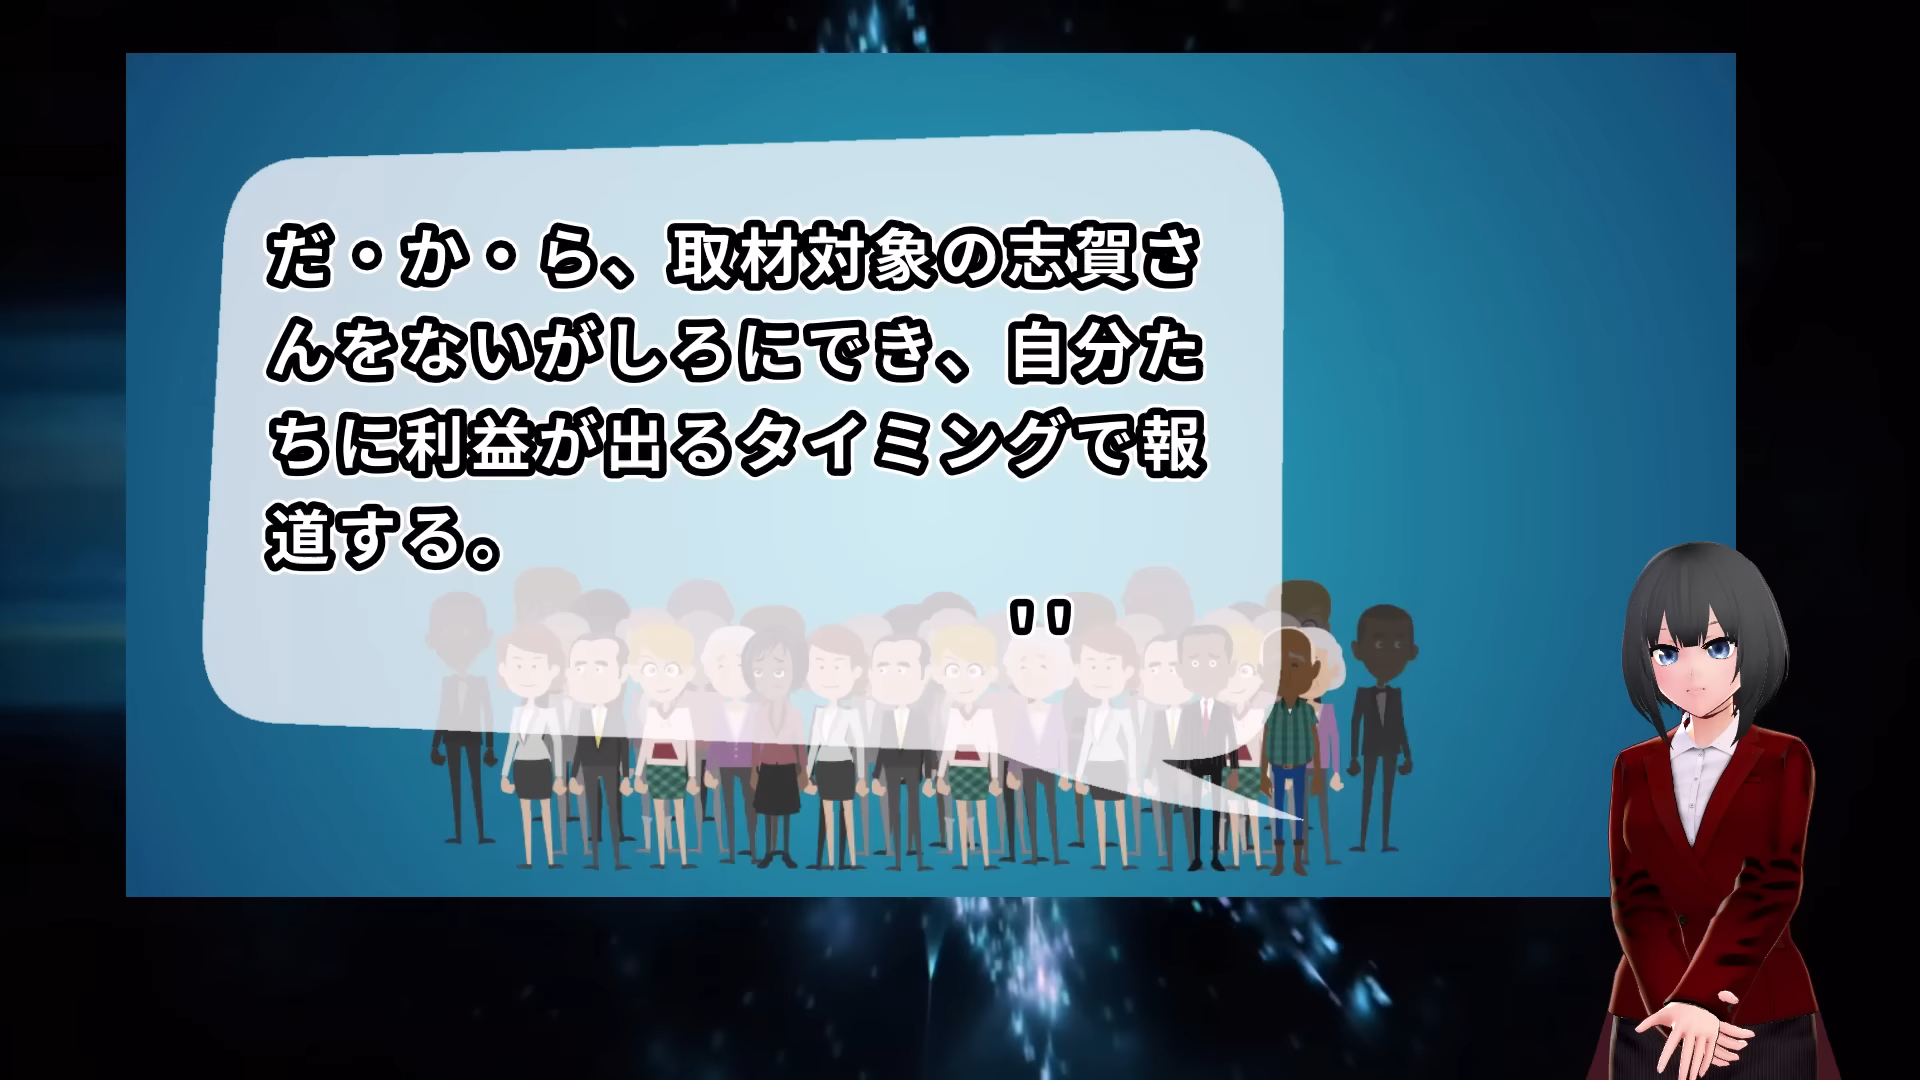 だ・か・ら、取材対象の志賀さ
んをないがしろにでき、自分た
ちに利益が出るタイミングで報
道する。
"